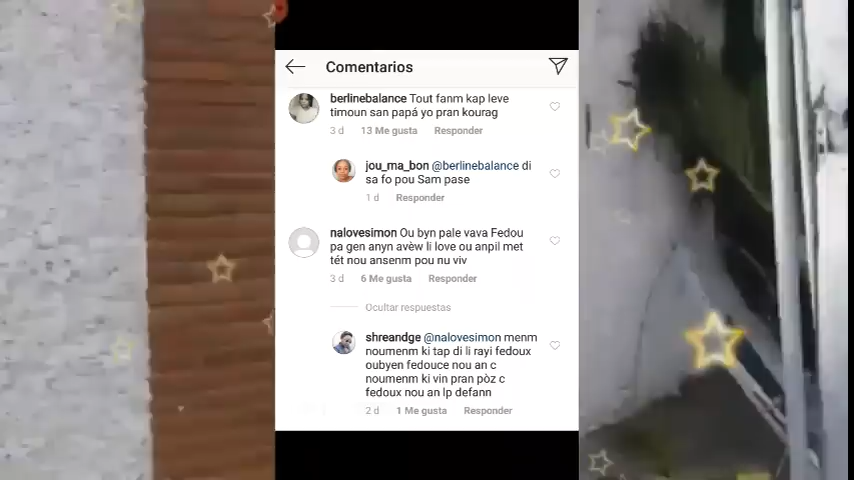 Comentarios
berlinebalance Tout fanm kap leve
timoun san papá yo pran kourag
3 d 13 Me gusta Responder
jou_ma_bon @berlinebalance di
sa fo pou Sam pase
1 d Responder
nalovesimon Ou byn pale vava Fedou
pa gen anyn avèw li love ou anpil met
tét nou ansenm pou nu viv
3 d 6 Me gusta Responder
Ocultar respuestas
shreandge @nalovesimon menm
noumenm ki tap di li rayi fedoux
oubyen fedouce nou an c
noumenm ki vin pran pòz c
fedoux nou an lp defann
2 d 1 Me gusta Responder